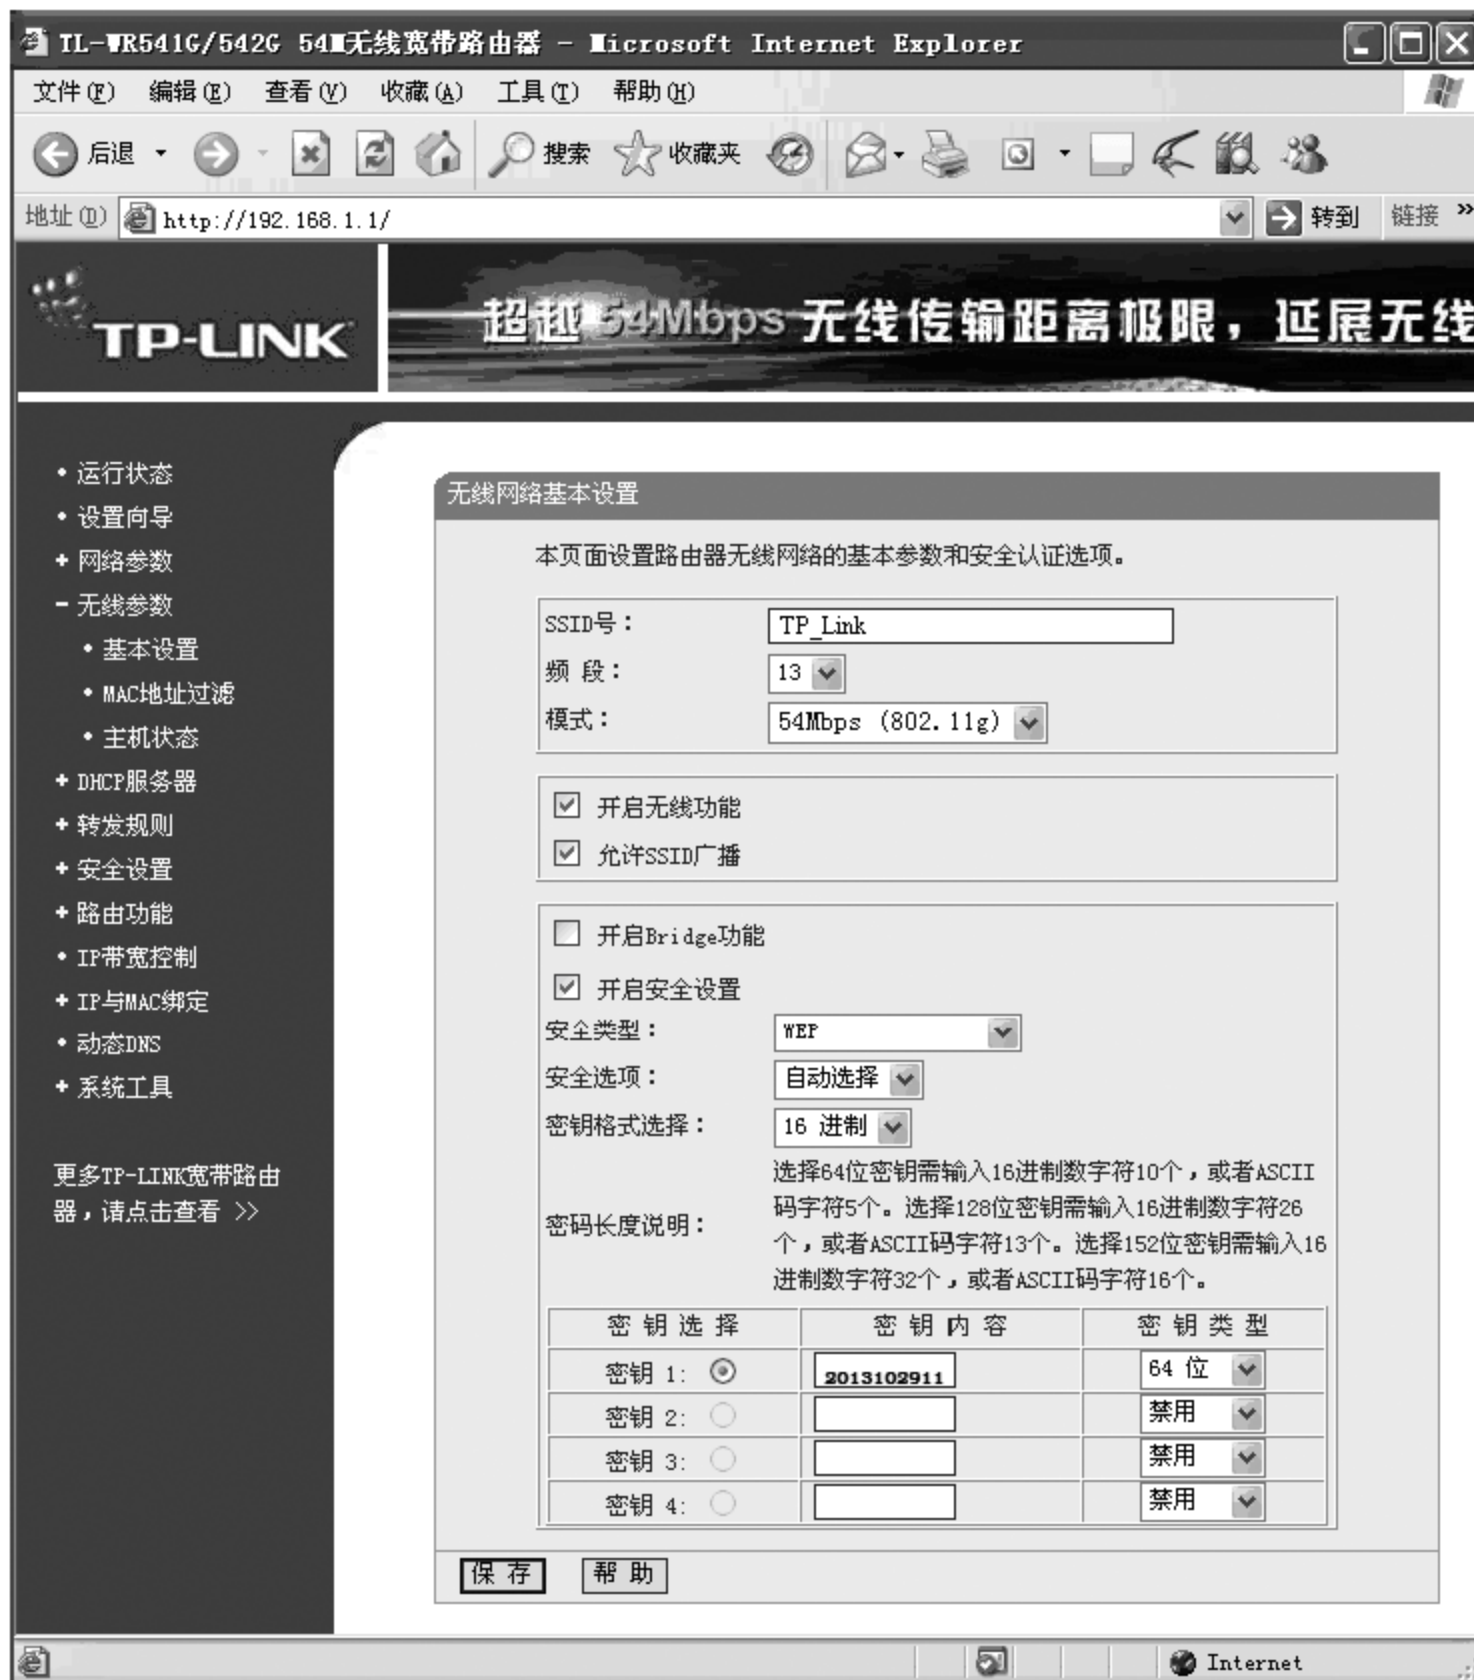 TL-WR541G/542G 54M无线宽带路由器 - Microsoft Internet Explorer
文件(F) 编辑(E) 查看(V) 收藏(A) 工具(T) 帮助(H)
后退 搜索 收藏夹
地址(D) http://192.168.1.1/ 转到 链接 »
TP-LINK
超越54Mbps无线传输距离极限，延展无线
• 运行状态
• 设置向导
+ 网络参数
- 无线参数
• 基本设置
• MAC地址过滤
• 主机状态
+ DHCP服务器
+ 转发规则
+ 安全设置
+ 路由功能
• IP带宽控制
+ IP与MAC绑定
• 动态DNS
+ 系统工具
更多TP-LINK宽带路由
器，请点击查看 >>
无线网络基本设置
本页面设置路由器无线网络的基本参数和安全认证选项。
SSID号： TP_Link
频 段： 13
模式： 54Mbps (802.11g)
开启无线功能
允许SSID广播
开启Bridge功能
开启安全设置
安全类型： WEP
安全选项： 自动选择
密钥格式选择： 16 进制
密码长度说明：
选择64位密钥需输入16进制数字符10个，或者ASCII
码字符5个。选择128位密钥需输入16进制数字符26
个，或者ASCII码字符13个。选择152位密钥需输入16
进制数字符32个，或者ASCII码字符16个。
密 钥 选 择 密 钥 内 容 密 钥 类 型
密钥 1: 2013102911 64 位
密钥 2: 禁用
密钥 3: 禁用
密钥 4: 禁用
保 存 帮 助
Internet